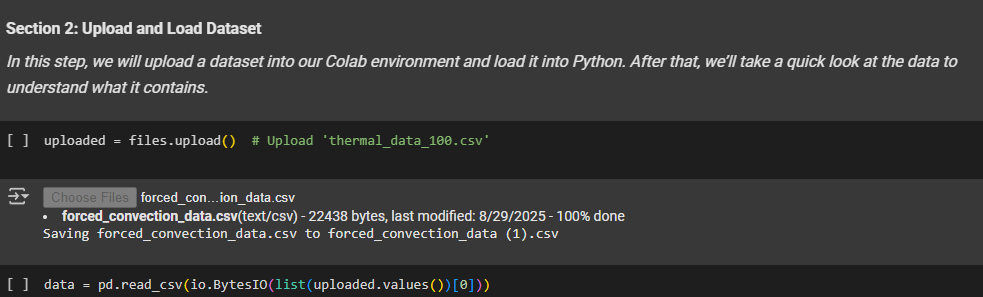 Section 2: Upload and Load Dataset
In this step, we will upload a dataset into our Colab environment and load it into Python. After that, we'll take a quick look at the data to
understand what it contains.
[ ] uploaded = files.upload()  # Upload 'thermal_data_100.csv'
Choose Files forced_con...ion_data.csv
• forced_convection_data.csv(text/csv) - 22438 bytes, last modified: 8/29/2025 - 100% done
Saving forced_convection_data.csv to forced_convection_data (1).csv
[ ] data = pd.read_csv(io.BytesIO(list(uploaded.values())[0]))